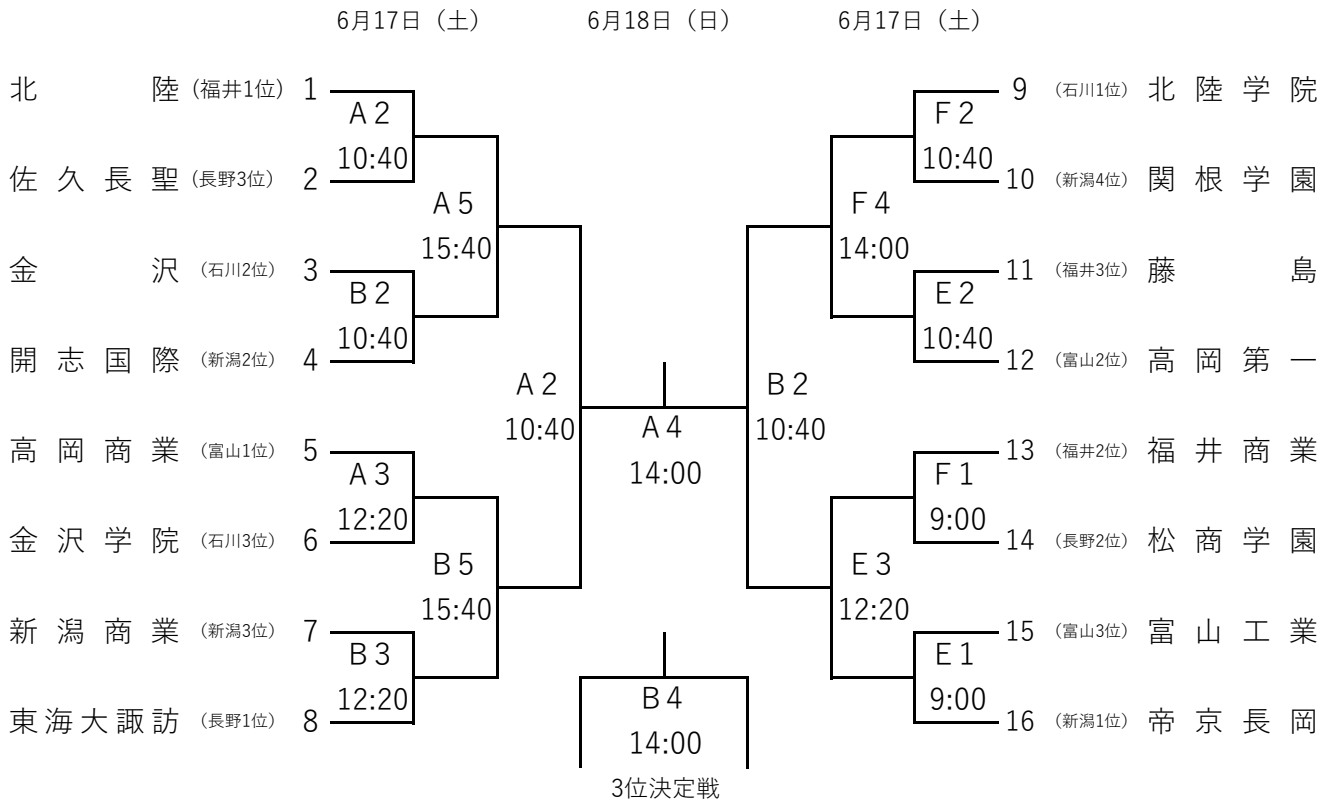 6月17日（土） 6月18日（日） 6月17日（土）
北陸 （福井1位） 1 9 （石川1位） 北陸学院
A2 F2
10:40 10:40
佐久長聖 （長野3位） 2 10 （新潟4位） 関根学園
A5 F4
15:40 14:00
金沢 （石川2位） 3 11 （福井3位） 藤島
B2 E2
10:40 10:40
開志国際 （新潟2位） 4 12 （富山2位） 高岡第一
A2 B2
10:40 A4 10:40
高岡商業 （富山1位） 5 13 （福井2位） 福井商業
A3 14:00 F1
12:20 9:00
金沢学院 （石川3位） 6 14 （長野2位） 松商学園
B5 E3
15:40 12:20
新潟商業 （新潟3位） 7 15 （富山3位） 富山工業
B3 E1
12:20 B4 9:00
東海大諏訪 （長野1位） 8 16 （新潟1位） 帝京長岡
14:00
3位決定戦